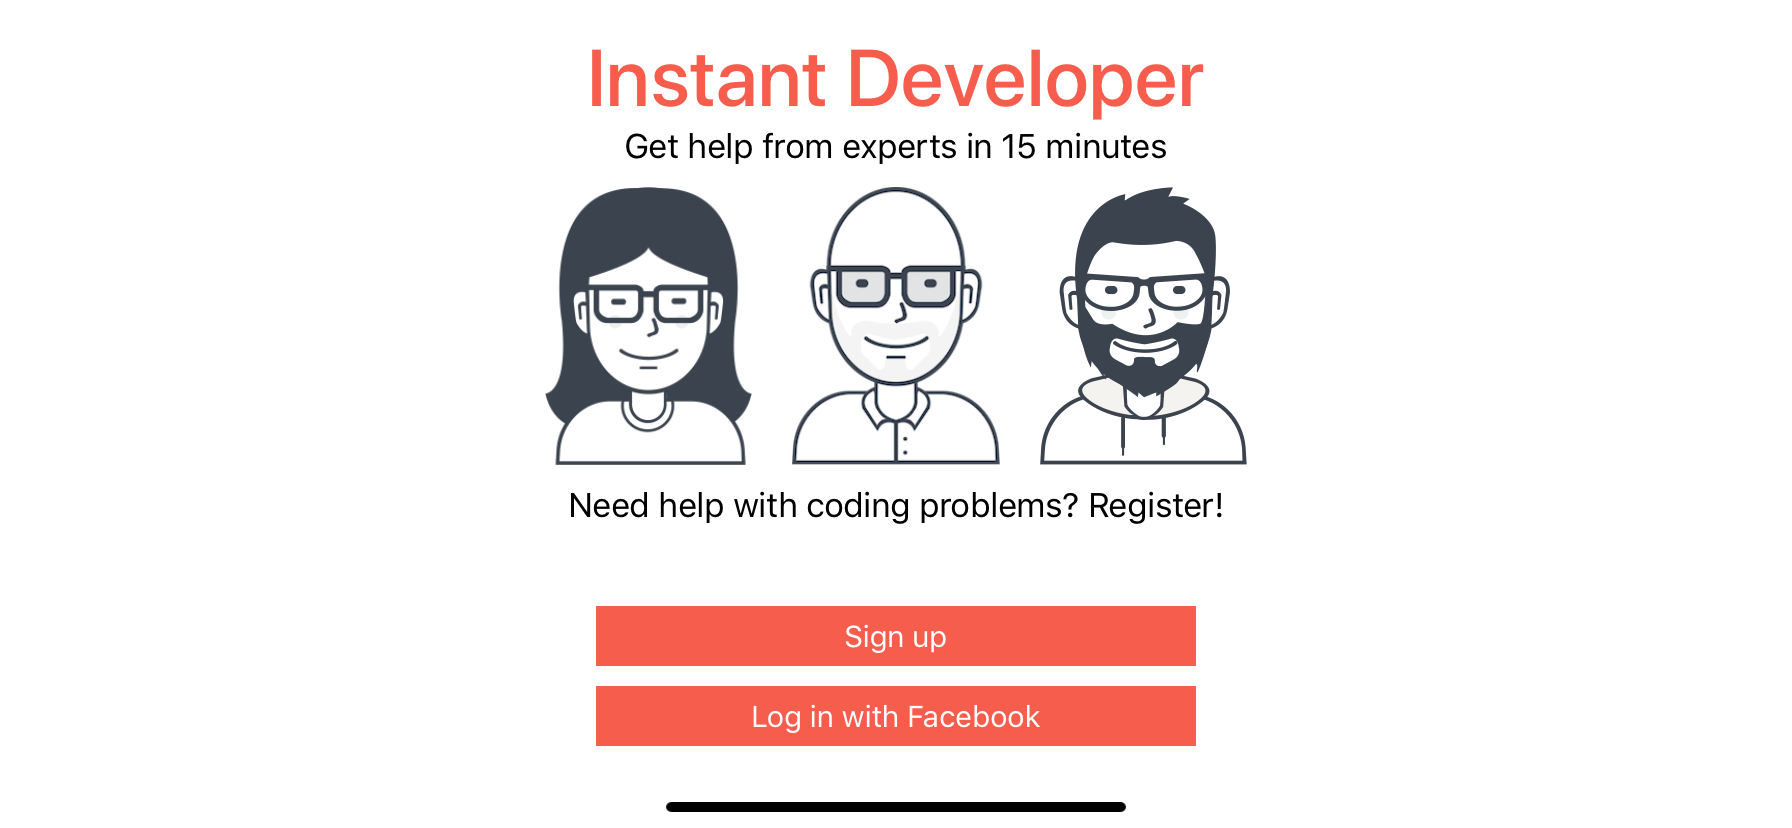 Instant Developer
Get help from experts in 15 minutes
Need help with coding problems? Register!
Sign up
Log in with Facebook